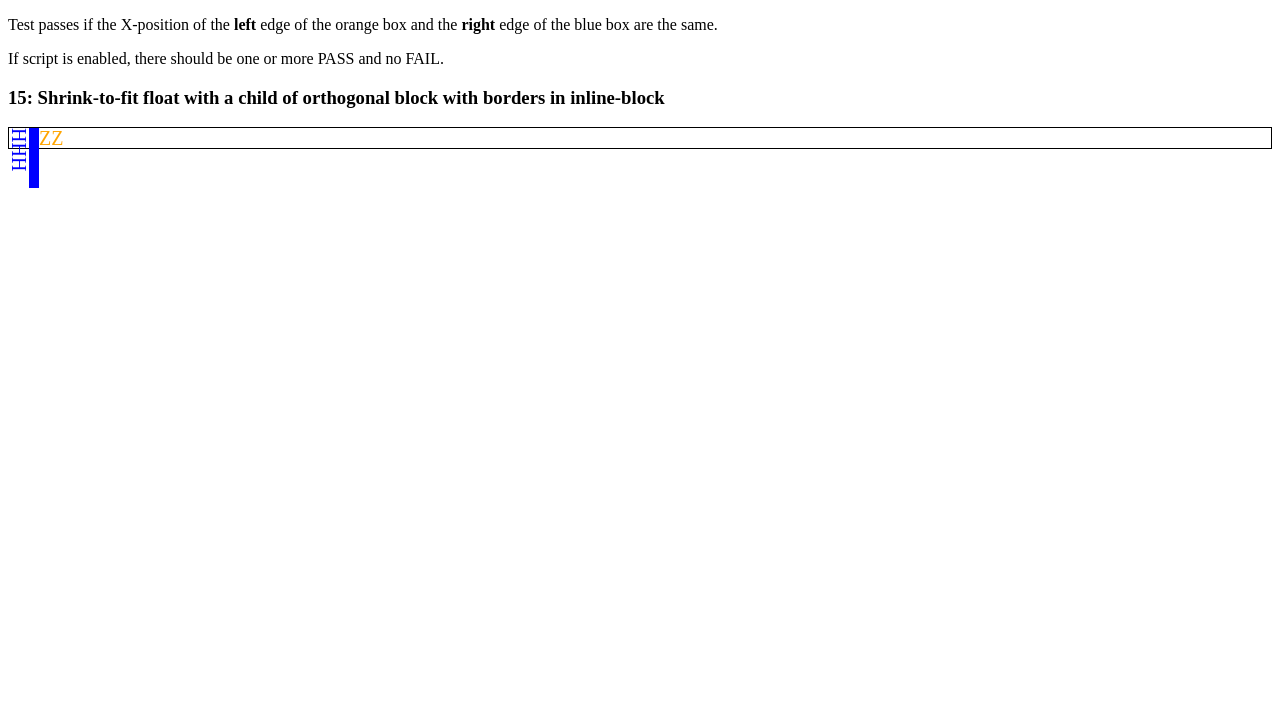 Test passes if the X-position of the left edge of the orange box and the right edge of the blue box are the same.
If script is enabled, there should be one or more PASS and no FAIL.
15: Shrink-to-fit float with a child of orthogonal block with borders in inline-block
HHH
ZZ